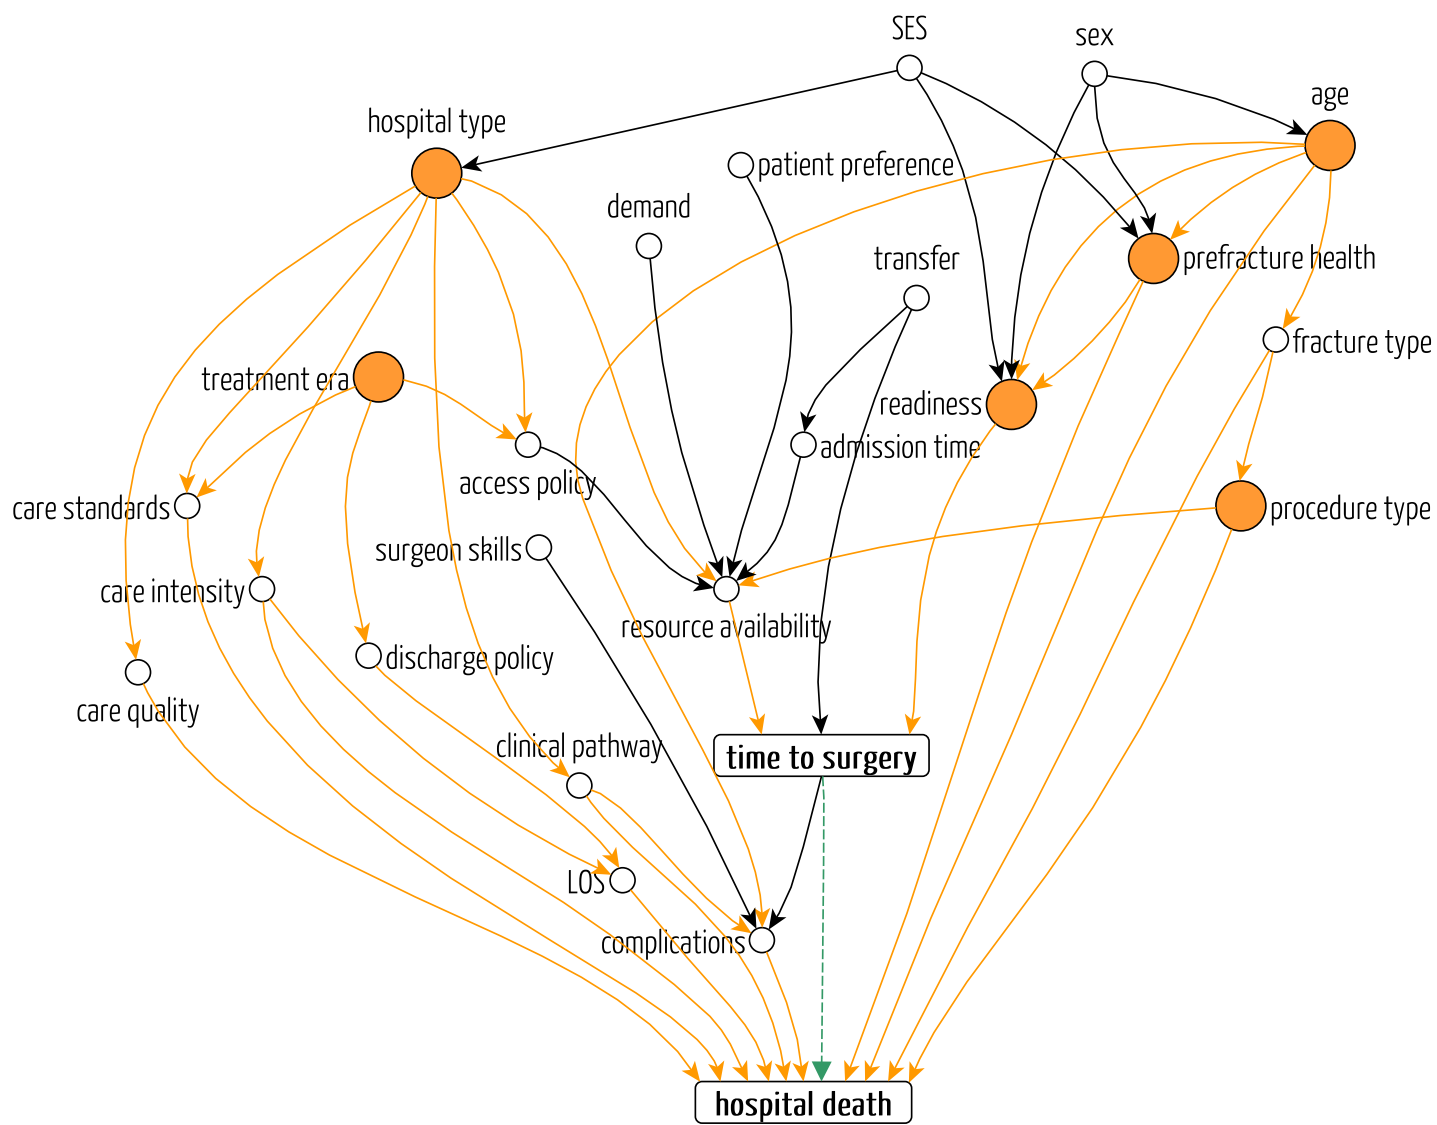 SES
sex
age
hospital type
patient preference
demand
transfer
prefracture health
fracture type
treatment era
readiness
admission time
access policy
care standards
procedure type
surgeon skills
care intensity
resource availability
discharge policy
care quality
clinical pathway
time to surgery
LOS
complications
hospital death